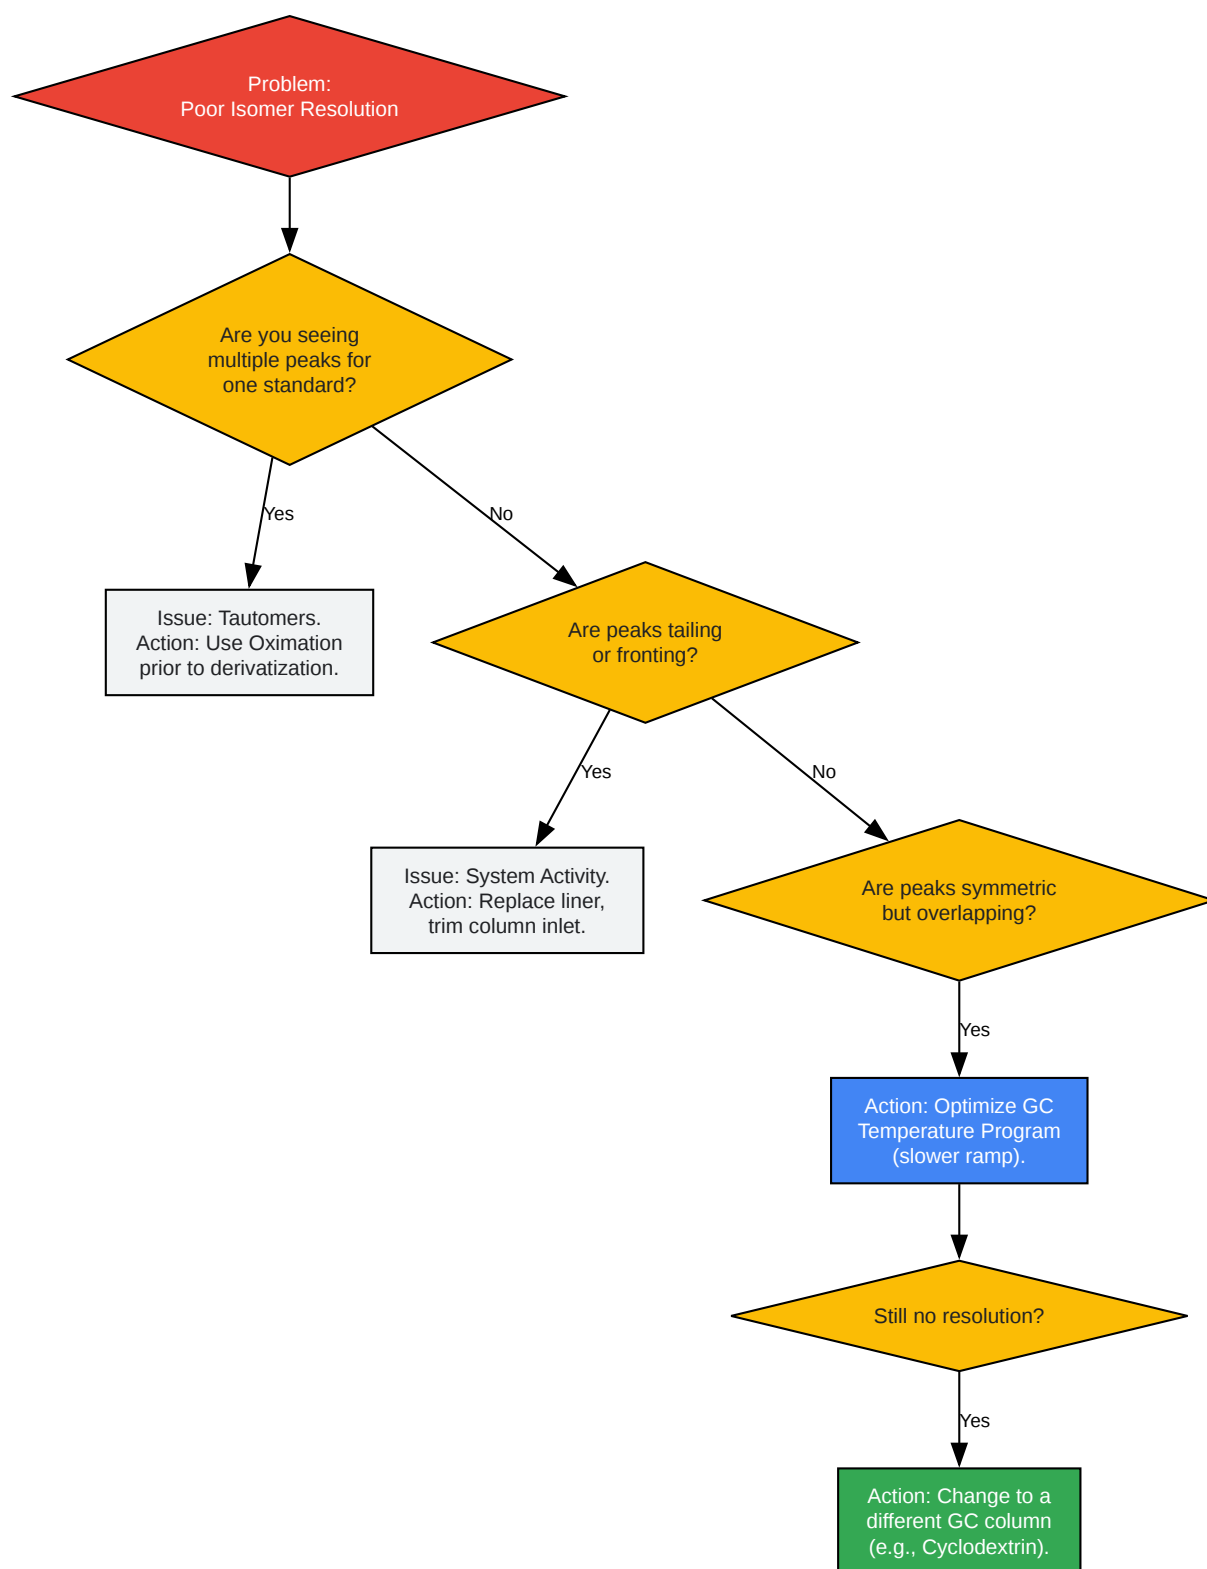 Problem:
Poor Isomer Resolution
Are you seeing
multiple peaks for
one standard?
Yes
No
Issue: Tautomers.
Action: Use Oximation
prior to derivatization.
Are peaks tailing
or fronting?
Yes
No
Issue: System Activity.
Action: Replace liner,
trim column inlet.
Are peaks symmetric
but overlapping?
Yes
Action: Optimize GC
Temperature Program
(slower ramp).
Still no resolution?
Yes
Action: Change to a
different GC column
(e.g., Cyclodextrin).